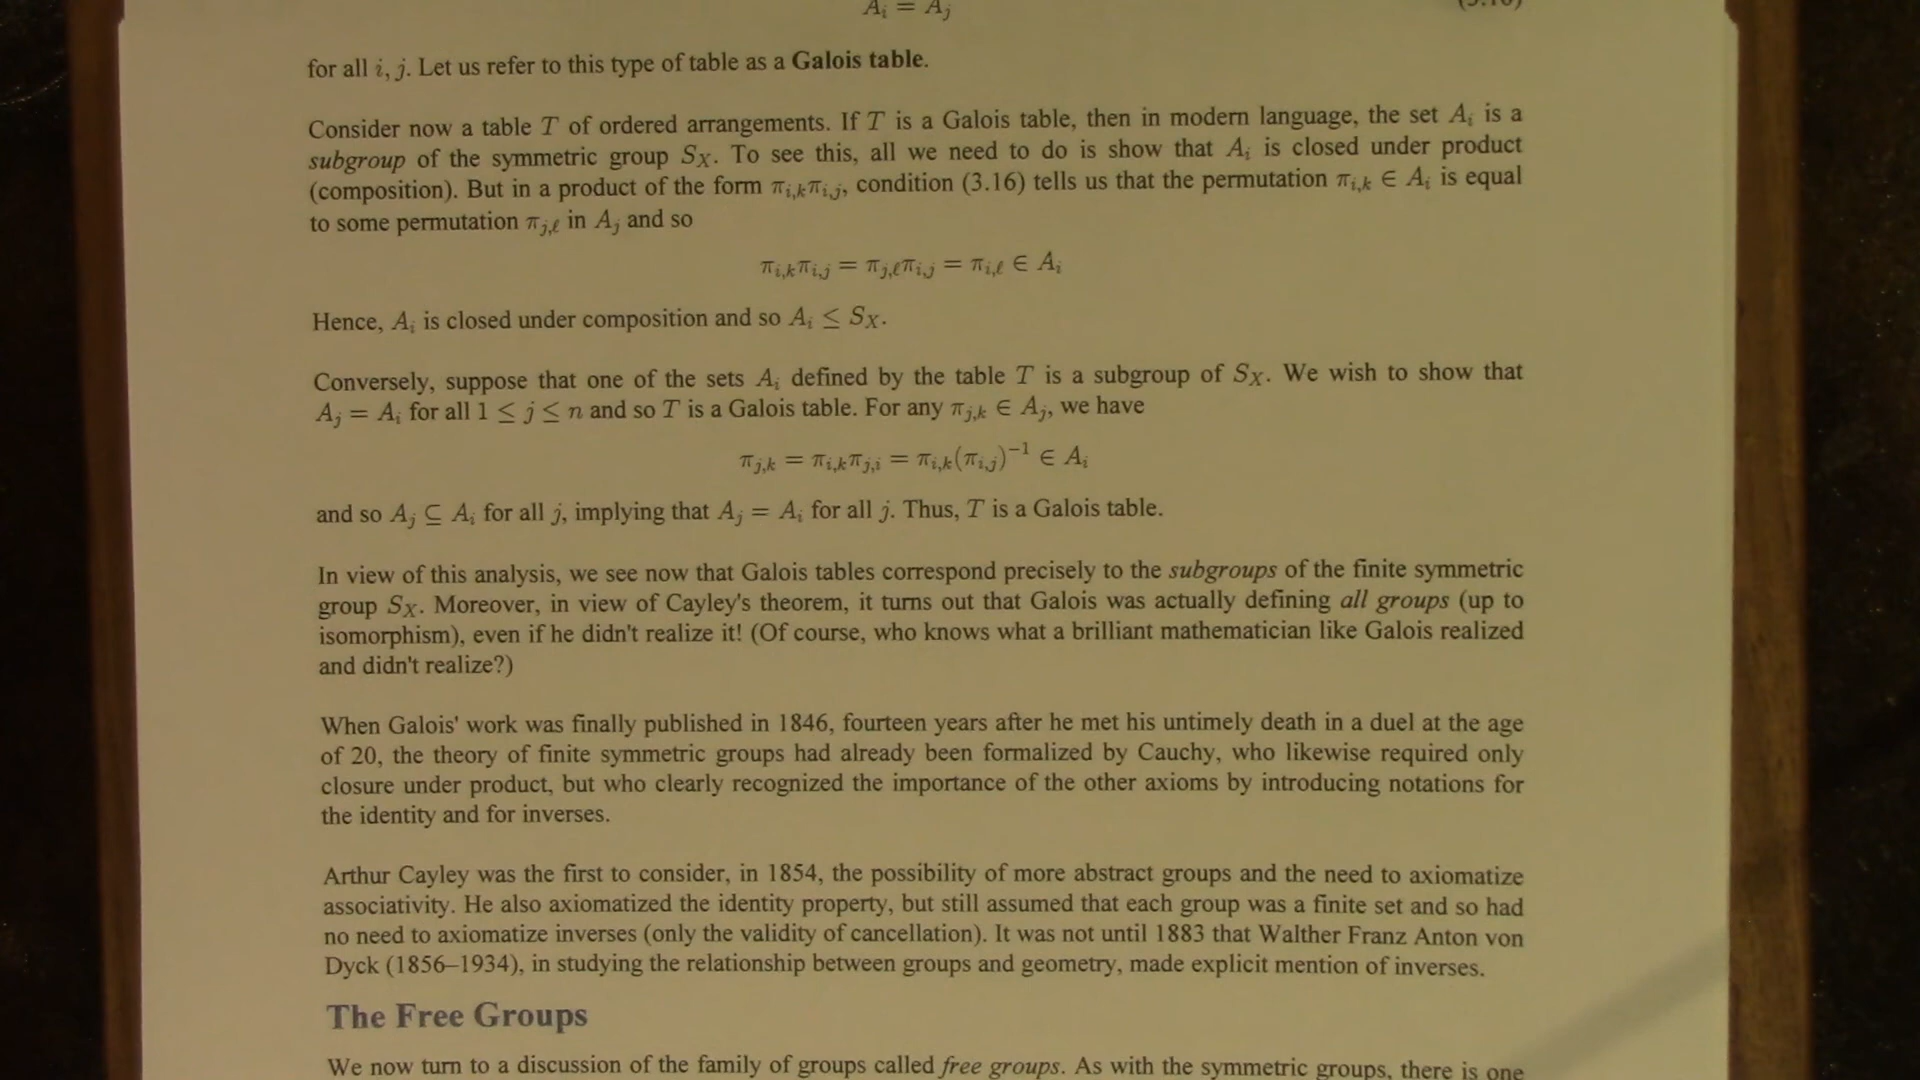 A_i = A_j
for all i, j. Let us refer to this type of table as a Galois table.
Consider now a table T of ordered arrangements. If T is a Galois table, then in modern language, the set A_i is a
subgroup of the symmetric group S_X. To see this, all we need to do is show that A_i is closed under product
(composition). But in a product of the form π_{i,k}π_{i,j}, condition (3.16) tells us that the permutation π_{i,k} ∈ A_i is equal
to some permutation π_{j,ℓ} in A_j and so
π_{i,k}π_{i,j} = π_{j,ℓ}π_{i,j} = π_{i,ℓ} ∈ A_i
Hence, A_i is closed under composition and so A_i ≤ S_X.
Conversely, suppose that one of the sets A_i defined by the table T is a subgroup of S_X. We wish to show that
A_j = A_i for all 1 ≤ j ≤ n and so T is a Galois table. For any π_{j,k} ∈ A_j, we have
π_{j,k} = π_{i,k}π_{j,i} = π_{i,k}(π_{i,j})^{-1} ∈ A_i
and so A_j ⊆ A_i for all j, implying that A_j = A_i for all j. Thus, T is a Galois table.
In view of this analysis, we see now that Galois tables correspond precisely to the subgroups of the finite symmetric
group S_X. Moreover, in view of Cayley's theorem, it turns out that Galois was actually defining all groups (up to
isomorphism), even if he didn't realize it! (Of course, who knows what a brilliant mathematician like Galois realized
and didn't realize?)
When Galois' work was finally published in 1846, fourteen years after he met his untimely death in a duel at the age
of 20, the theory of finite symmetric groups had already been formalized by Cauchy, who likewise required only
closure under product, but who clearly recognized the importance of the other axioms by introducing notations for
the identity and for inverses.
Arthur Cayley was the first to consider, in 1854, the possibility of more abstract groups and the need to axiomatize
associativity. He also axiomatized the identity property, but still assumed that each group was a finite set and so had
no need to axiomatize inverses (only the validity of cancellation). It was not until 1883 that Walther Franz Anton von
Dyck (1856–1934), in studying the relationship between groups and geometry, made explicit mention of inverses.
The Free Groups
We now turn to a discussion of the family of groups called free groups. As with the symmetric groups, there is one